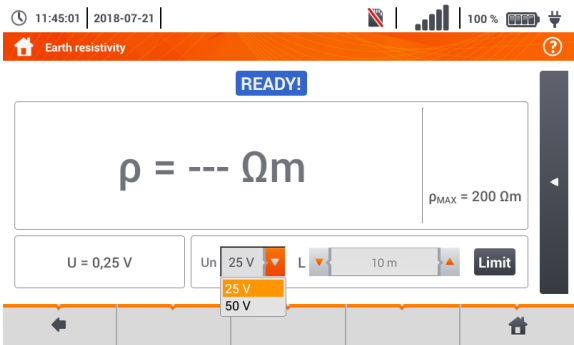 11:45:01 2018-07-21 100 %
Earth resistivity ?
READY!
ρ = --- Ωm
ρMAX = 200 Ωm
U = 0,25 V
Un 25 V L 10 m Limit
25 V
50 V